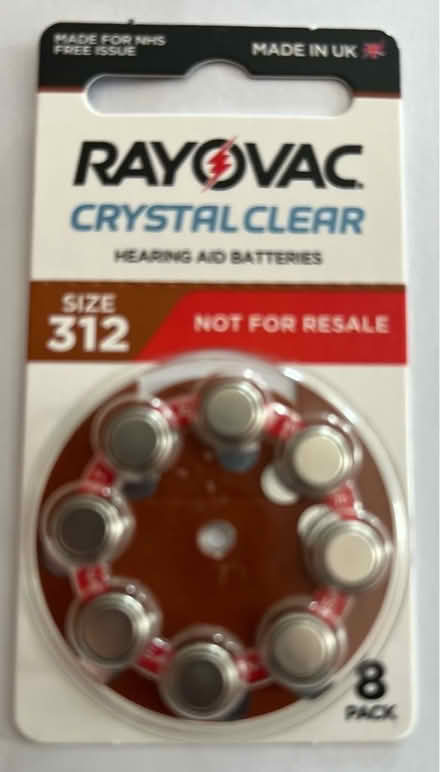 MADE FOR NHS
FREE ISSUE
MADE IN UK
RAYOVAC
CRYSTAL CLEAR
HEARING AID BATTERIES
SIZE
312
NOT FOR RESALE
8
PACK